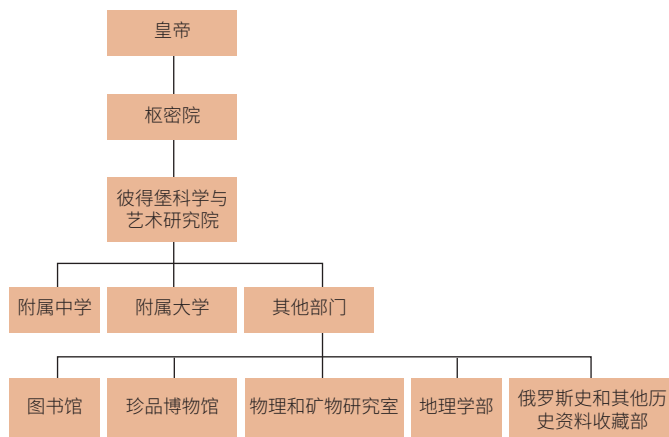 皇帝
枢密院
彼得堡科学与
艺术研究院
附属中学
附属大学
其他部门
图书馆
珍品博物馆
物理和矿物研究室
地理学部
俄罗斯史和其他历
史资料收藏部